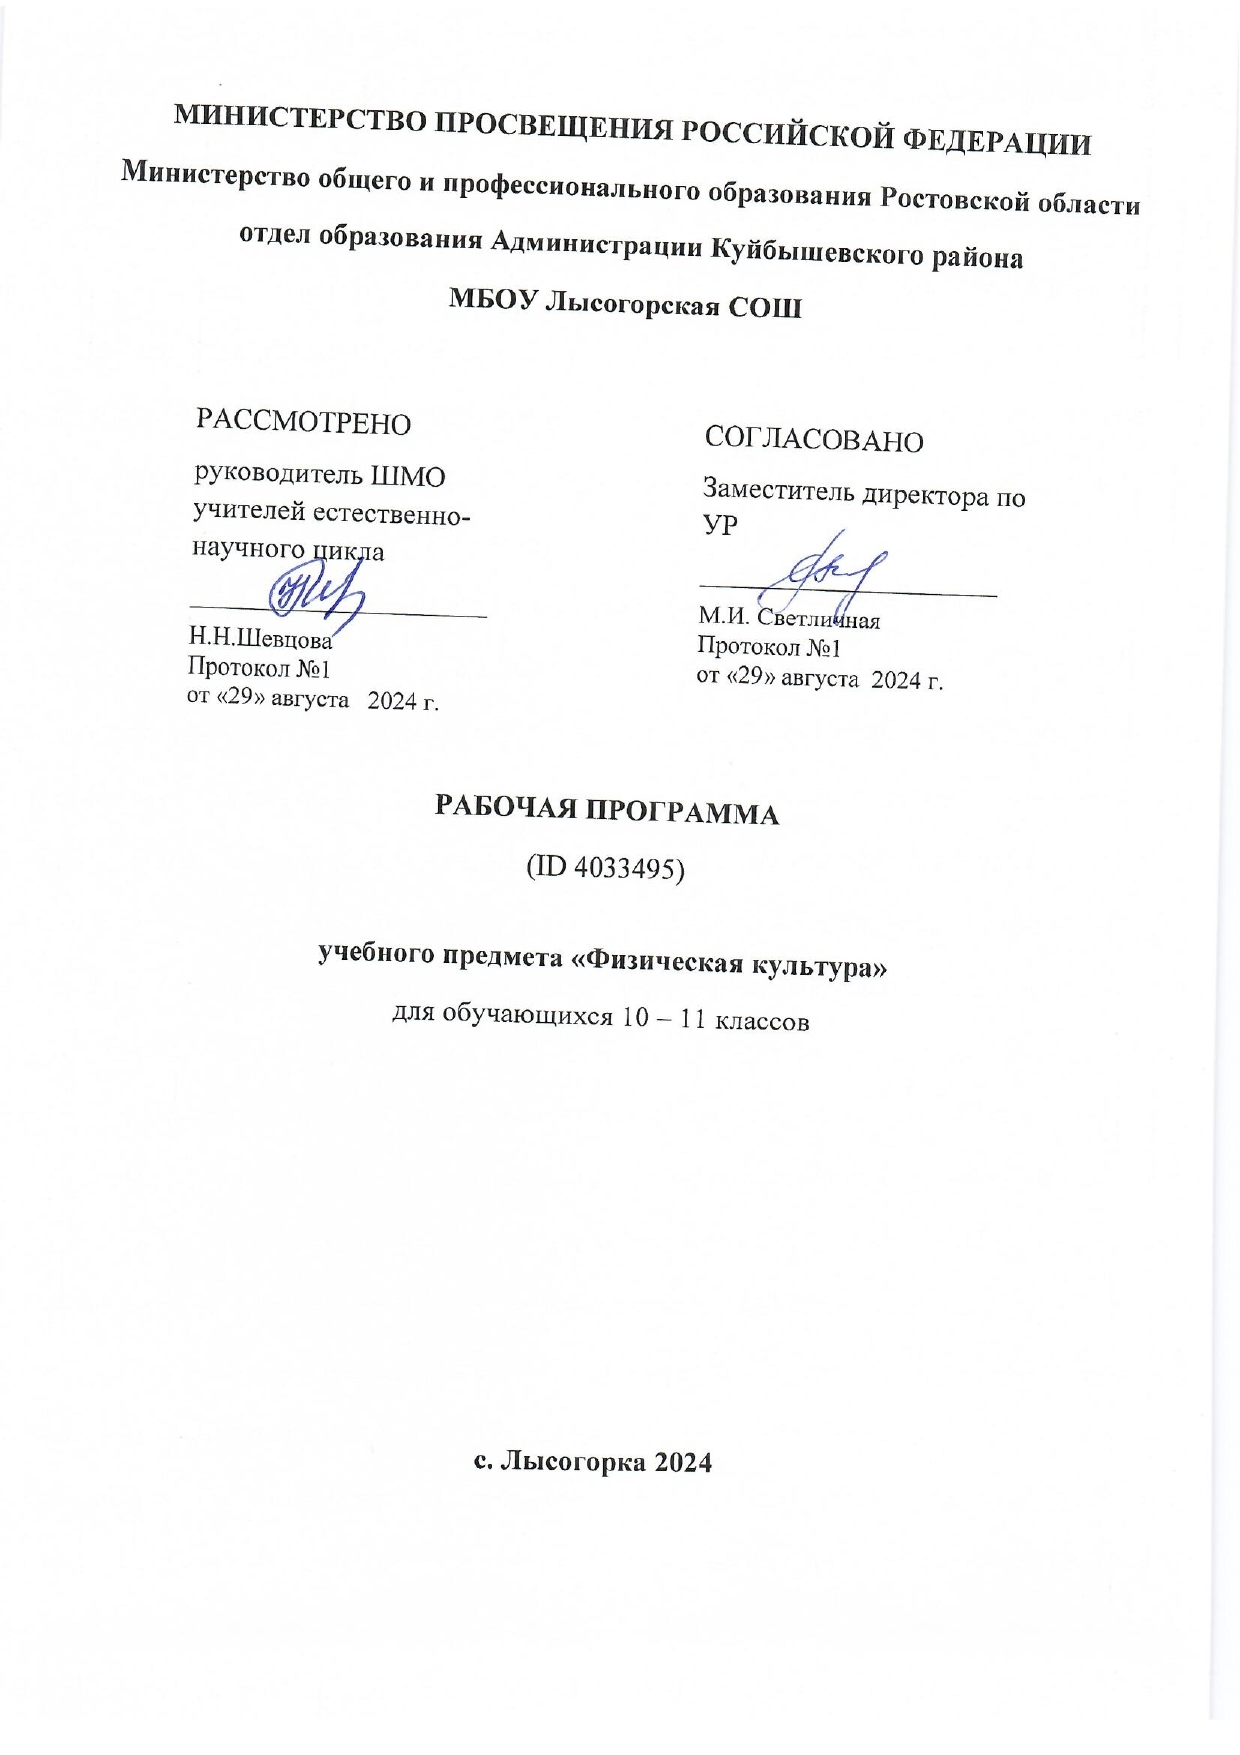 МИНИСТЕРСТВО ПРОСВЕЩЕНИЯ РОССИЙСКОЙ ФЕДЕРАЦИИ
Министерство общего и профессионального образования Ростовской области
отдел образования Администрации Куйбышевского района
МБОУ Лысогорская СОШ
РАССМОТРЕНО
руководитель ШМО
учителей естественно-
научного цикла
Н.Н.Шевцова
Протокол №1
от «29» августа 2024 г.
СОГЛАСОВАНО
Заместитель директора по
УР
М.И. Светличная
Протокол №1
от «29» августа 2024 г.
РАБОЧАЯ ПРОГРАММА
(ID 4033495)
учебного предмета «Физическая культура»
для обучающихся 10 – 11 классов
с. Лысогорка 2024